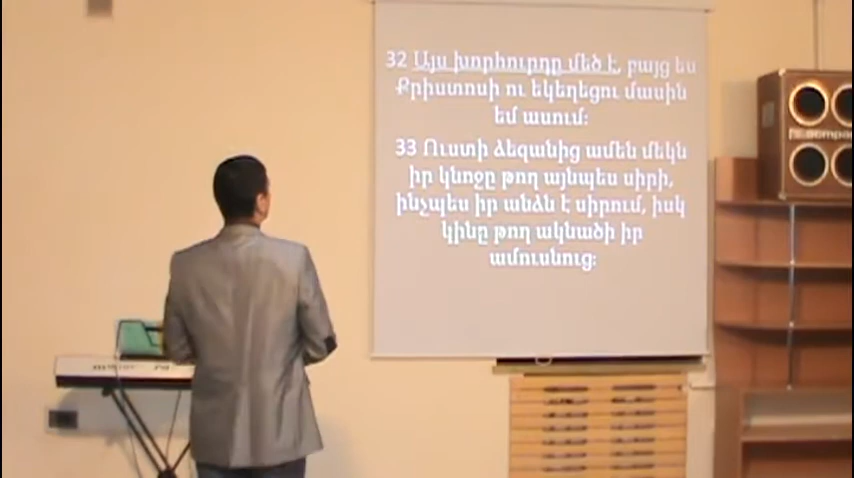 32 Այս խորհուրդը մեծ է, բայց ես
Քրիստոսի ու եկեղեցու մասին
եմ ասում:
33 Ուստի ձեզանից ամեն մեկն
իր կնոջը թող այնպես սիրի,
ինչպես իր անձն է սիրում, իսկ
կինը թող ակնածի իր
ամուսնուց: